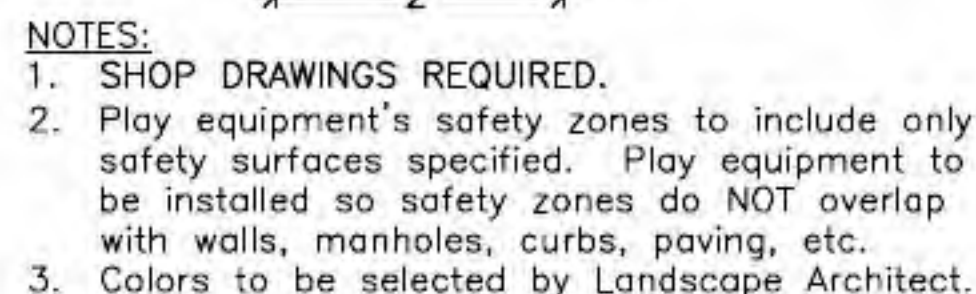 NOTES:
1. SHOP DRAWINGS REQUIRED.
2. Play equipment's safety zones to include only
safety surfaces specified. Play equipment to
be installed so safety zones do NOT overlap
with walls, manholes, curbs, paving, etc.
3. Colors to be selected by Landscape Architect.